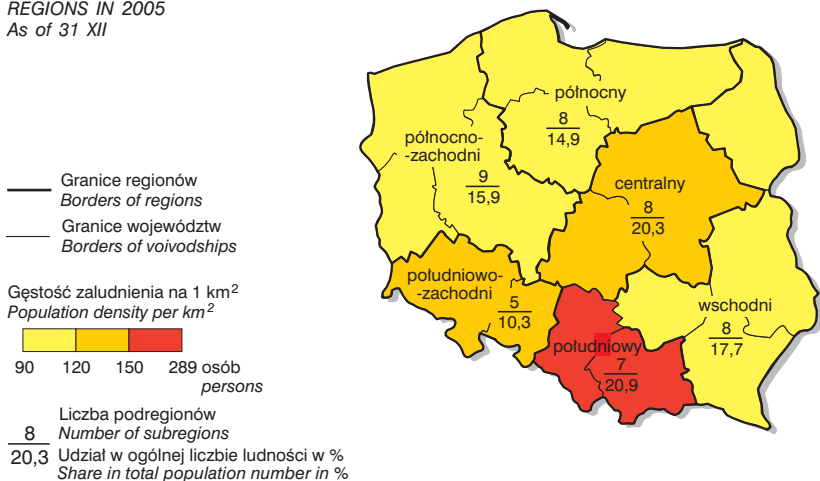 REGIONS IN 2005
As of 31 XII
północny
8
14,9
północno-
-zachodni
9
15,9
centralny
8
20,3
Granice regionów
Borders of regions
Granice województw
Borders of voivodships
południowo-
-zachodni
5
10,3
wschodni
8
17,7
południowy
7
20,9
Gęstość zaludnienia na 1 km²
Population density per km²
90 120 150 289 osób
persons
Liczba podregionów
8 Number of subregions
20,3 Udział w ogólnej liczbie ludności w %
Share in total population number in %